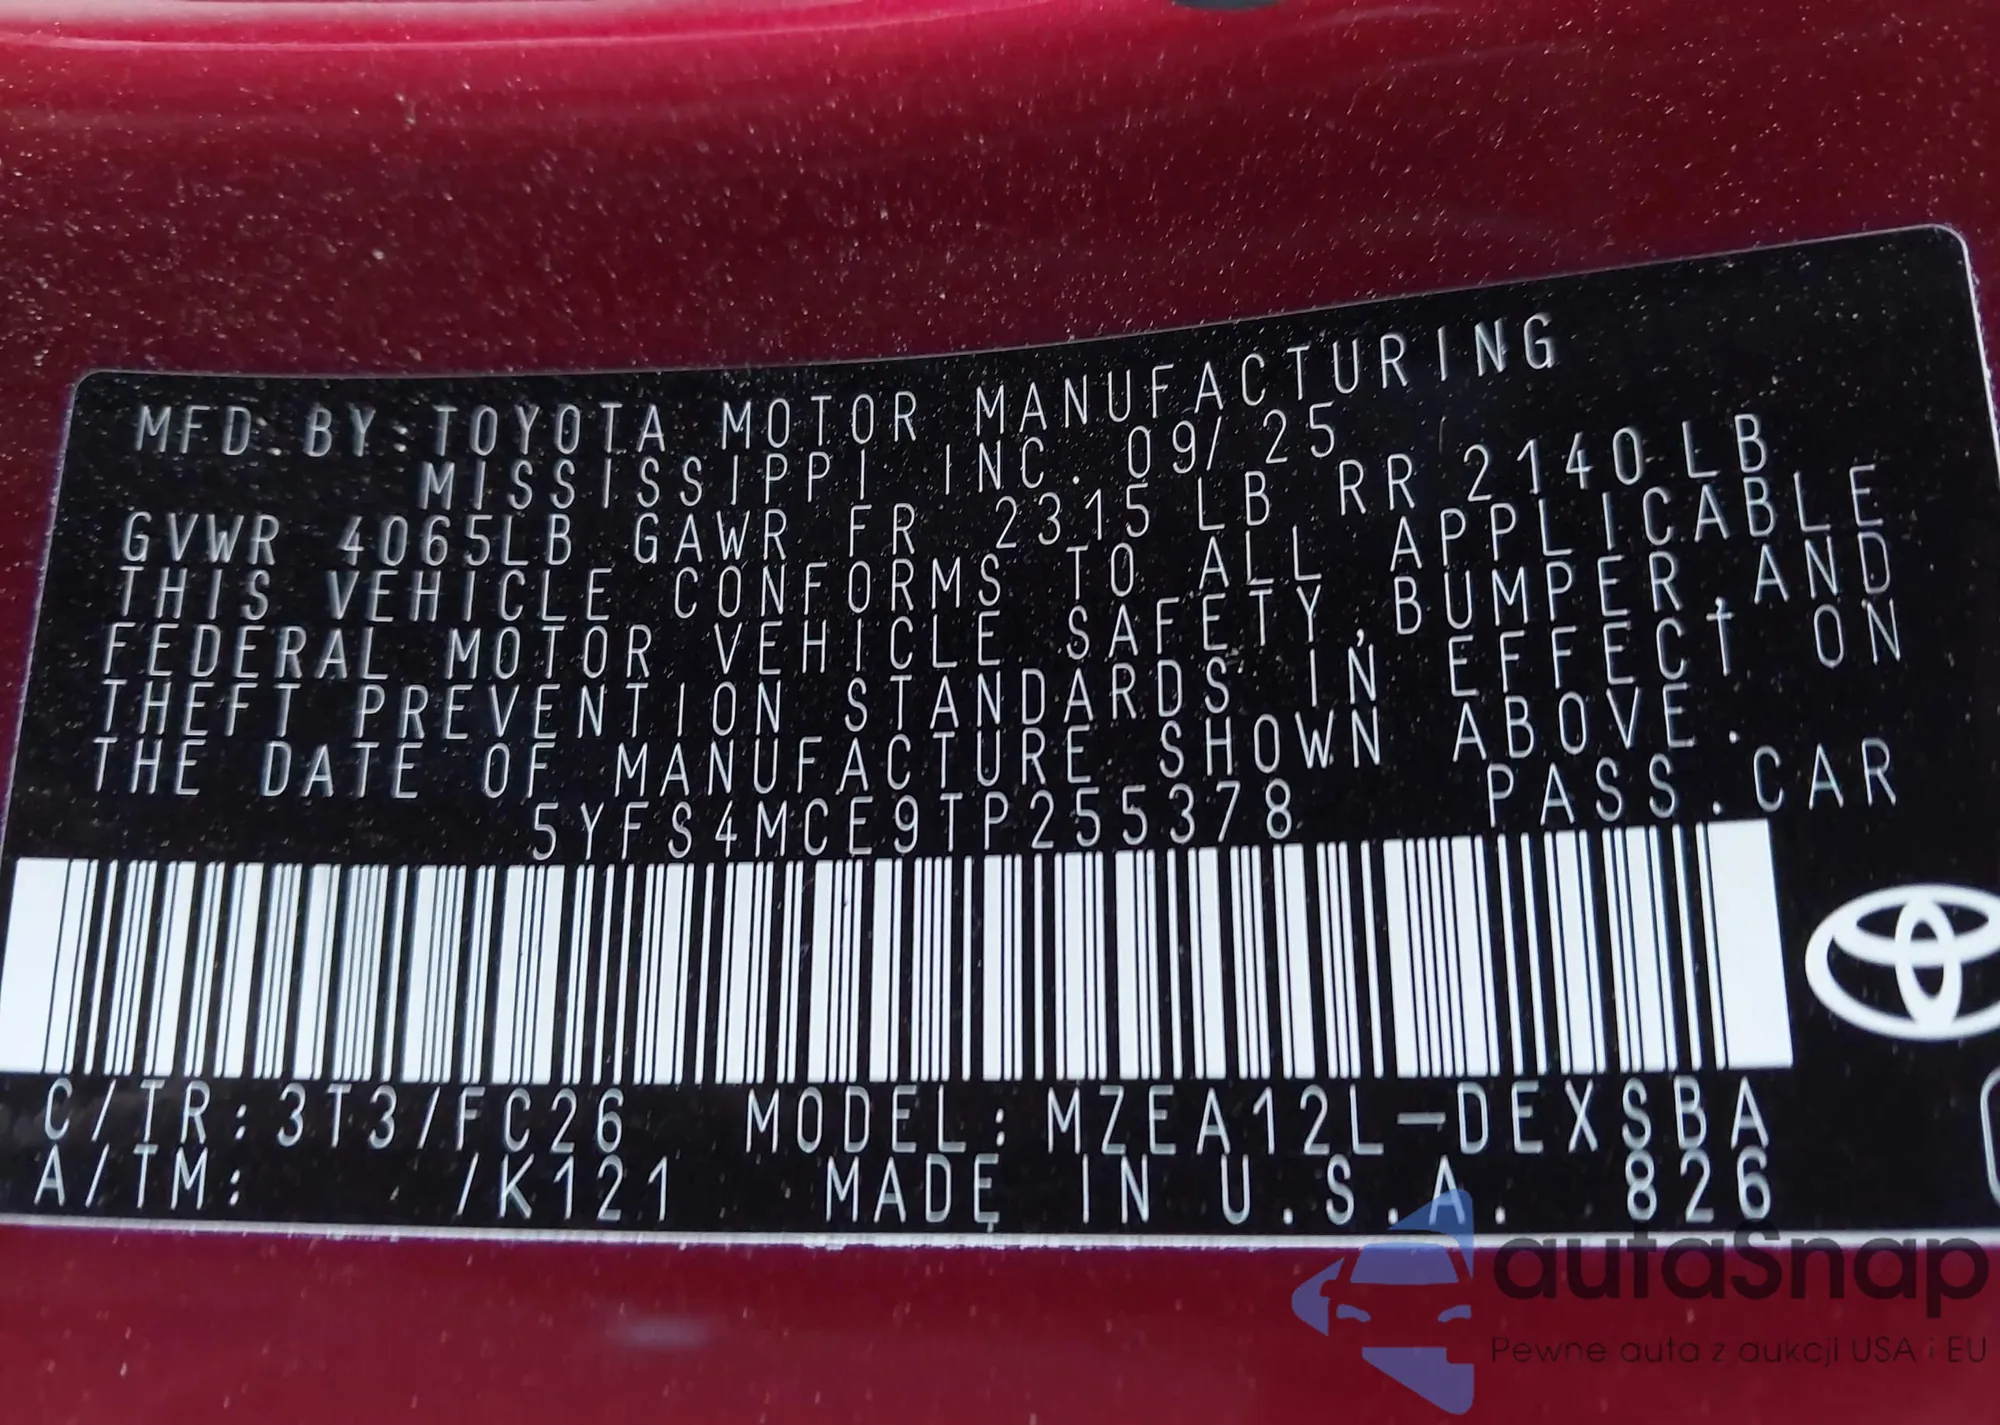 MFD.BY:TOYOTA MOTOR MANUFACTURING
MISSISSIPPI INC. 09/25
GVWR 4065LB GAWR FR 2315 LB RR 2140LB
THIS VEHICLE CONFORMS TO ALL APPLICABLE
FEDERAL MOTOR VEHICLE SAFETY,BUMPER,AND
THEFT PREVENTION STANDARDS IN EFFECT ON
THE DATE OF MANUFACTURE SHOWN ABOVE.
5YFS4MCE9TP255378 PASS.CAR
C/TR:3T3/FC26 MODEL:MZEA12L-DEXSBA
A/TM: /K121 MADE IN U.S.A. 826
autaSnap
Pewne auta z aukcji USA i EU